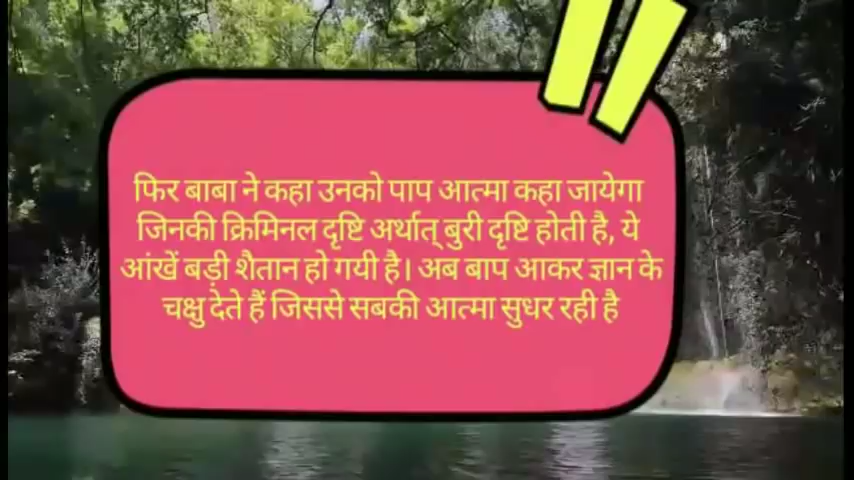 फिर बाबा ने कहा उनको पाप आत्मा कहा जायेगा
जिनकी क्रिमिनल दृष्टि अर्थात् बुरी दृष्टि होती है, ये
आंखें बड़ी शैतान हो गयी है। अब बाप आकर ज्ञान के
चक्षु देते हैं जिससे सबकी आत्मा सुधर रही है